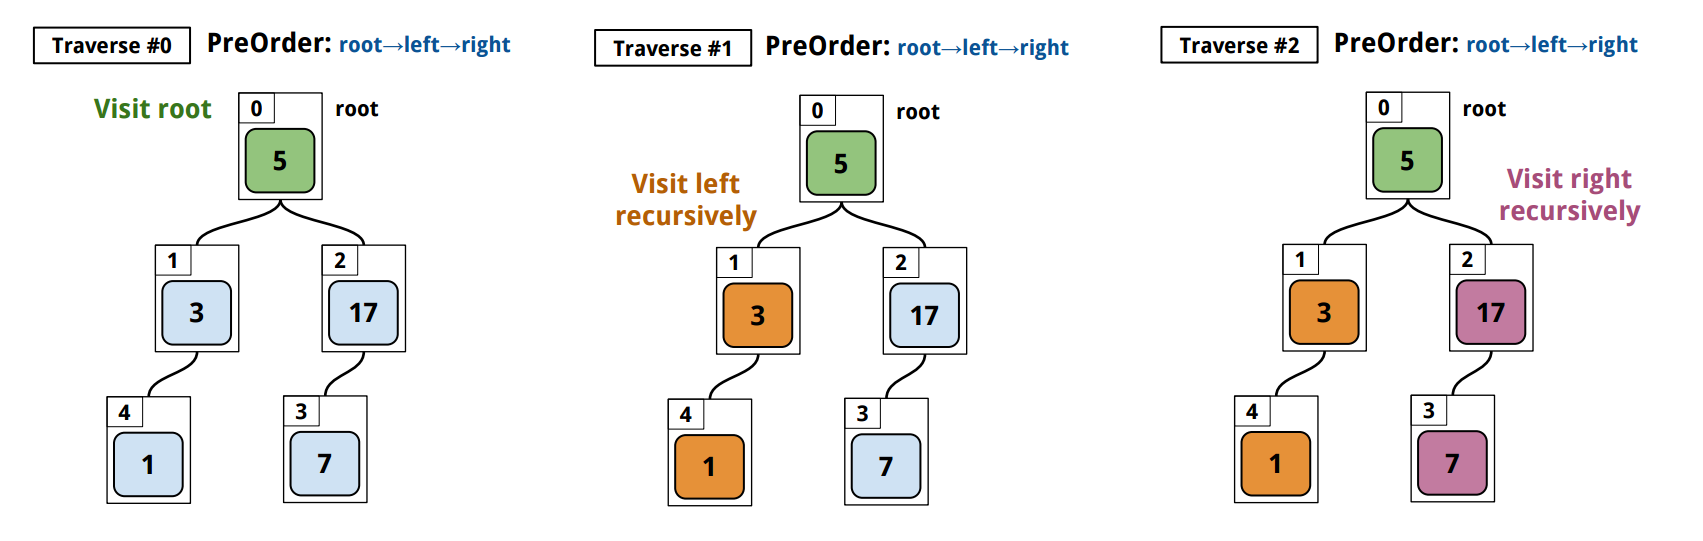 Traverse #0 PreOrder: root→left→right
Visit root
0
root
5
1
2
3
17
4
3
1
7
Traverse #1 PreOrder: root→left→right
0
root
5
Visit left
recursively
1
2
3
17
4
3
1
7
Traverse #2 PreOrder: root→left→right
0
root
5
Visit right
recursively
1
2
3
17
4
3
1
7